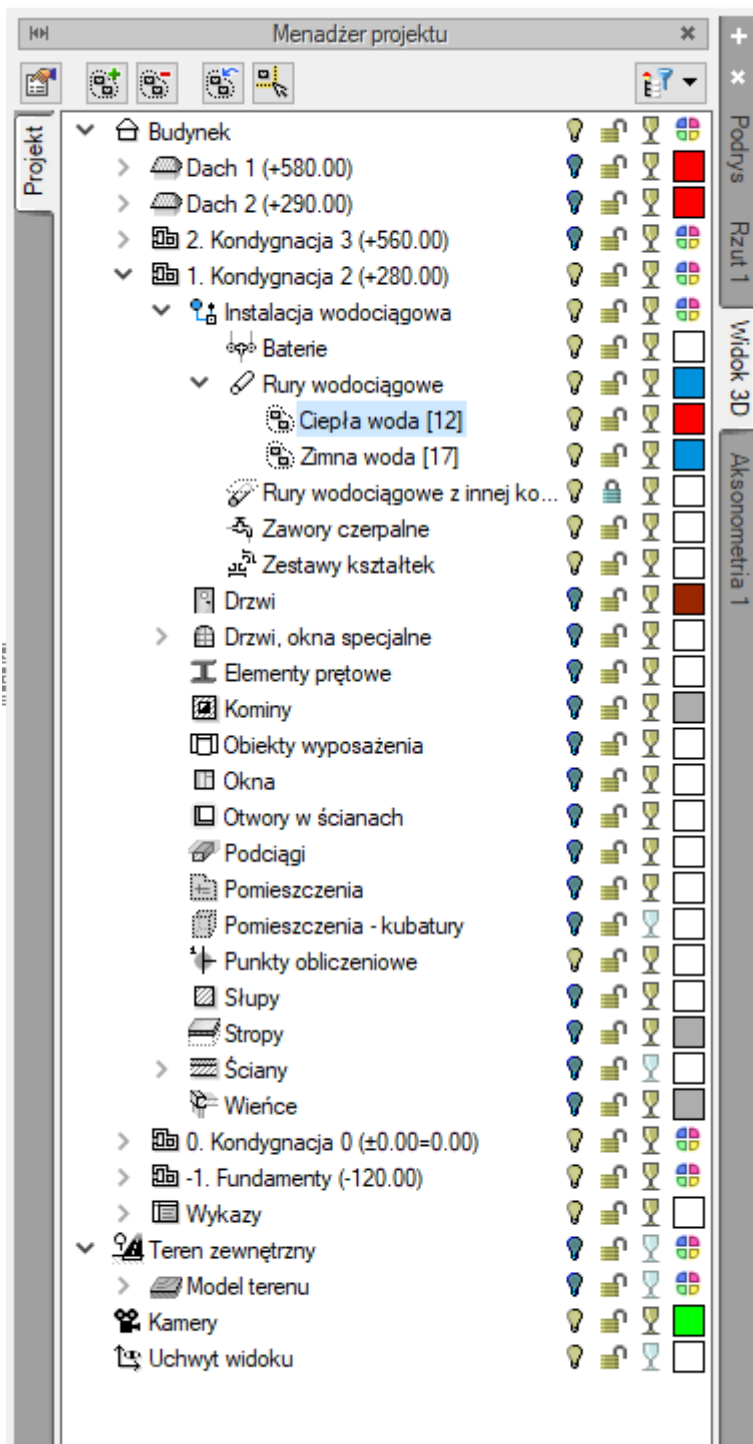 Menadżer projektu
Projekt
Budynek
Dach 1 (+580.00)
Dach 2 (+290.00)
2. Kondygnacja 3 (+560.00)
1. Kondygnacja 2 (+280.00)
Instalacja wodociągowa
Baterie
Rury wodociągowe
Ciepła woda [12]
Zimna woda [17]
Rury wodociągowe z innej ko...
Zawory czerpalne
Zestawy kształtek
Drzwi
Drzwi, okna specjalne
Elementy prętowe
Kominy
Obiekty wyposażenia
Okna
Otwory w ścianach
Podciągi
Pomieszczenia
Pomieszczenia - kubatury
Punkty obliczeniowe
Słupy
Stropy
Ściany
Wieńce
0. Kondygnacja 0 (±0.00=0.00)
-1. Fundamenty (-120.00)
Wykazy
Teren zewnętrzny
Model terenu
Kamery
Uchwyt widoku
Podrys
Rzut 1
Widok 3D
Aksonometria 1